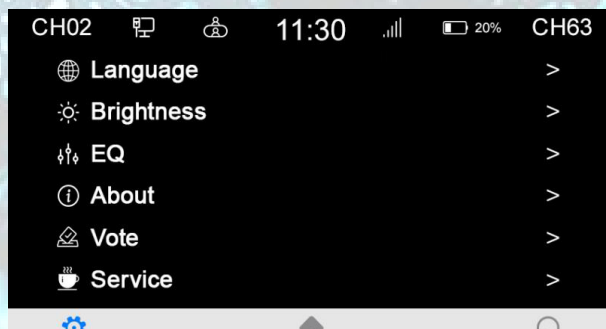 CH02 11:30 20% CH63
Language >
Brightness >
EQ >
About >
Vote >
Service >